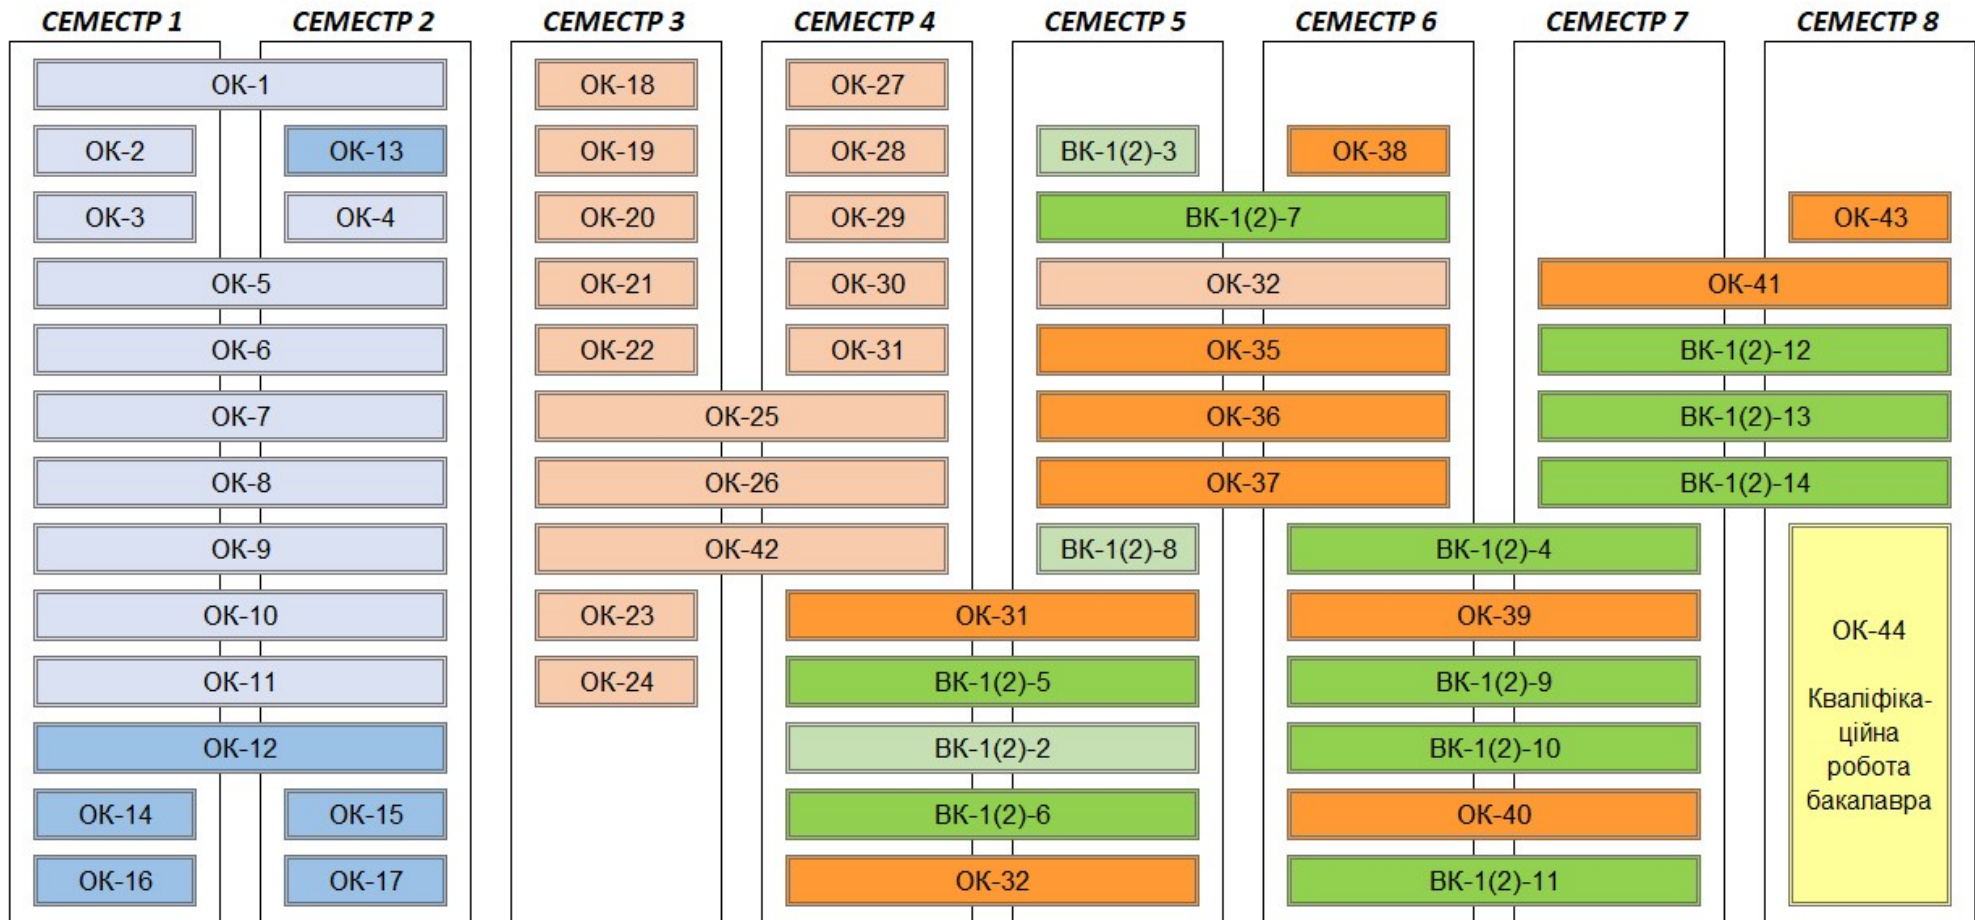 СЕМЕСТР 1 СЕМЕСТР 2 СЕМЕСТР 3 СЕМЕСТР 4 СЕМЕСТР 5 СЕМЕСТР 6 СЕМЕСТР 7 СЕМЕСТР 8
ОК-1 ОК-18 ОК-27
ОК-2 ОК-13 ОК-19 ОК-28 ВК-1(2)-3 ОК-38
ОК-3 ОК-4 ОК-20 ОК-29 ВК-1(2)-7 ОК-43
ОК-5 ОК-21 ОК-30 ОК-32 ОК-41
ОК-6 ОК-22 ОК-31 ОК-35 ВК-1(2)-12
ОК-7 ОК-25 ОК-36 ВК-1(2)-13
ОК-8 ОК-26 ОК-37 ВК-1(2)-14
ОК-9 ОК-42 ВК-1(2)-8 ВК-1(2)-4
ОК-10 ОК-23 ОК-31 ОК-39
ОК-11 ОК-24 ВК-1(2)-5 ВК-1(2)-9
ОК-12 ВК-1(2)-2 ВК-1(2)-10
ОК-14 ОК-15 ВК-1(2)-6 ОК-40
ОК-16 ОК-17 ОК-32 ВК-1(2)-11
ОК-44
Кваліфіка-
ційна
робота
бакалавра